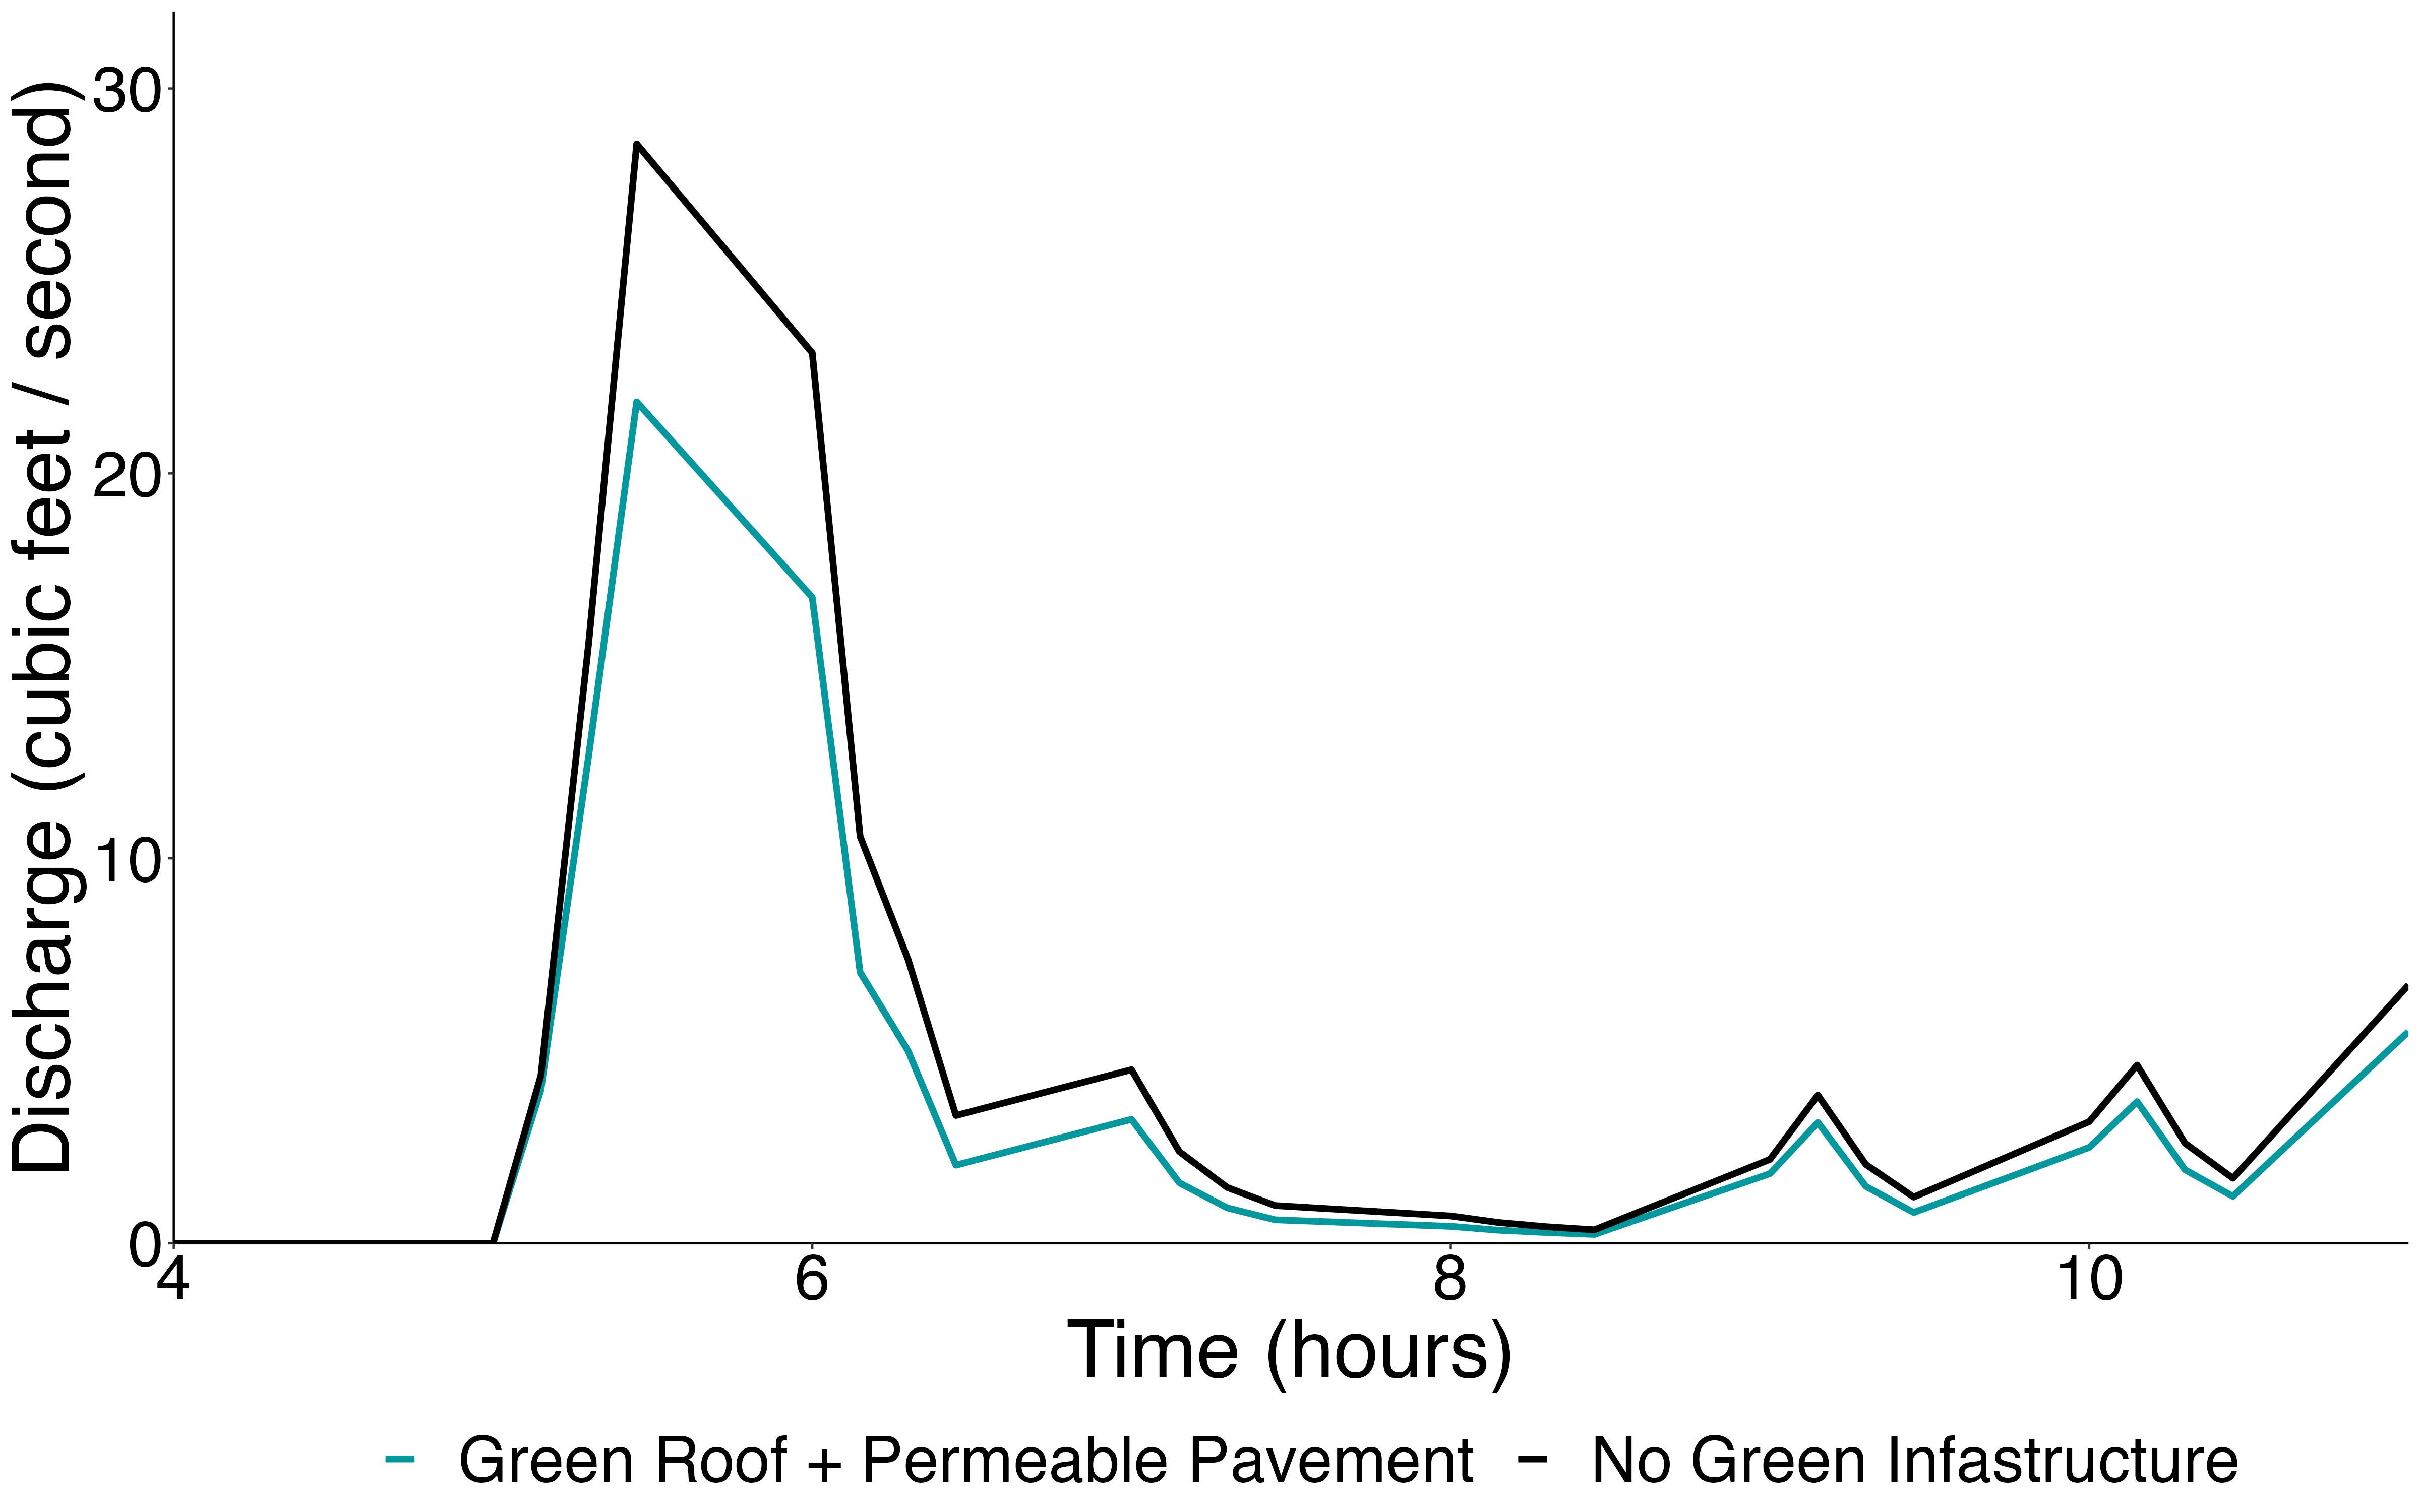 Discharge (cubic feet / second)
30
20
10
0
4 6 8 10
Time (hours)
Green Roof + Permeable Pavement No Green Infastructure